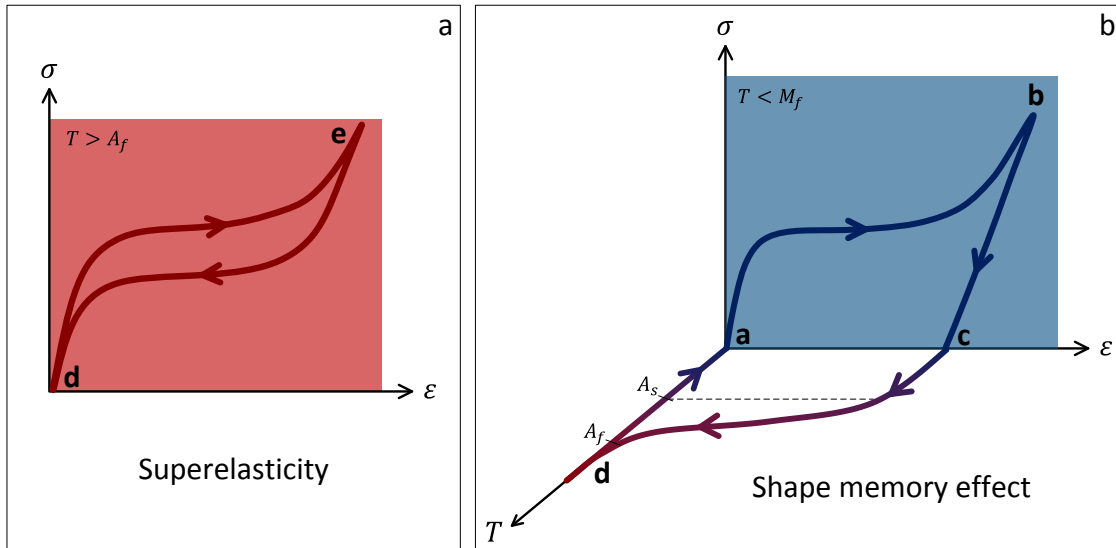 a
σ
T > A_f
e
d
ε
Superelasticity
b
σ
T < M_f
b
a
c
ε
A_s
A_f
d
T
Shape memory effect